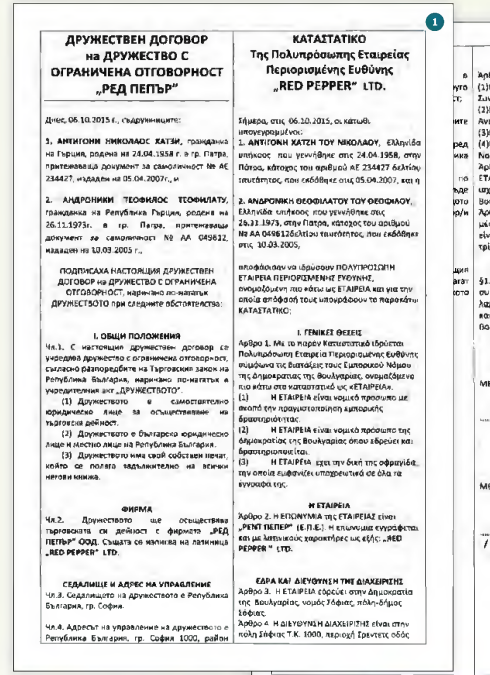 1
ДРУЖЕСТВЕН ДОГОВОР
на ДРУЖЕСТВО С
ОГРАНИЧЕНА ОТГОВОРНОСТ
„РЕД ПЕПЪР"
Днес, 06.10.2015 г., съдружниците:
1. АНТИГОНИ НИКОЛАОС ХАТЗИ, гражданка
на Гърция, родена на 24.04.1958 г. в гр. Патра,
притежаваща документ за самоличност № АЕ
234427, издаден на 05.04.2007г., и
2. АНДРОНИКИ ТЕОФИЛОС ТЕОФИЛАТУ,
гражданка на Република Гърция, родена на
26.11.1973г. в гр. Патра, притежаваща
документ за самоличност № АА 049612,
издаден на 10.03.2005 г.,
ПОДПИСАХА НАСТОЯЩИЯ ДРУЖЕСТВЕН
ДОГОВОР на ДРУЖЕСТВО С ОГРАНИЧЕНА
ОТГОВОРНОСТ, наричано по-нататък
ДРУЖЕСТВОТО при следните обстоятелства:
I. ОБЩИ ПОЛОЖЕНИЯ
Чл.1. С настоящия дружествен договор се
учредява дружество с ограничена отговорност,
съгласно разпоредбите на Търговския закон на
Република България, наричано по-нататък в
учредителния акт „ДРУЖЕСТВОТО".
(1) Дружеството е самостоятелно
юридическо лице за осъществяване на
търговска дейност.
(2) Дружеството е българско юридическо
лице и местно лице на Република България.
(3) Дружеството има свой собствен печат,
който се полага задължително на всички
негови книжа.
ФИРМА
Чл.2. Дружеството ще осъществява
търговската си дейност с фирмата „РЕД
ПЕПЪР" ООД. Същата се изписва на латиница
„RED PEPPER" LTD.
СЕДАЛИЩЕ И АДРЕС НА УПРАВЛЕНИЕ
Чл.3. Седалището на дружеството е Република
България, гр. София.
Чл.4. Адресът на управление на дружеството е
Република България, гр. София 1000, район
ΚΑΤΑΣΤΑΤΙΚΟ
Της Πολυπρόσωπης Εταιρείας
Περιορισμένης Ευθύνης
„RED PEPPER" LTD.
Σήμερα, στις 06.10.2015, οι κάτωθι
υπογεγραμμένοι:
1. ΑΝΤΙΓΟΝΗ ΧΑΤΖΗ ΤΟΥ ΝΙΚΟΛΑΟΥ, Ελληνίδα
υπήκοος που γεννήθηκε στις 24.04.1958, στην
Πάτρα, κάτοχος του αριθμού ΑΕ 234427 δελτίου
ταυτότητος, που εκδόθηκε στις 05.04.2007, και η
2. ΑΝΔΡΟΝΙΚΗ ΘΕΟΦΙΛΑΤΟΥ ΤΟΥ ΘΕΟΦΙΛΟΥ,
Ελληνίδα υπήκοος που γεννήθηκε στις
26.11.1973, στην Πάτρα, κάτοχος του αριθμού
№ АА 049612δελτίου ταυτότητος, που εκδόθηκε
στις 10.03.2005,
αποφάσισαν να ιδρύσουν ΠΟΛΥΠΡΟΣΩΠΗ
ΕΤΑΙΡΕΙΑ ΠΕΡΙΟΡΙΣΜΕΝΗΣ ΕΥΘΥΝΗΣ,
ονομαζόμενη πιο κάτω ως ΕΤΑΙΡΕΙΑ και για την
οποία απόφασή τους υπογράφουν το παρακάτω
ΚΑΤΑΣΤΑΤΙΚΟ:
I. ΓΕΝΙΚΕΣ ΘΕΣΕΙΣ
Άρθρο 1. Με το παρόν Καταστατικό ιδρύεται
Πολυπρόσωπη Εταιρεία Περιορισμένης Ευθύνης
σύμφωνα τις διατάξεις τους Εμπορικού Νόμου
της Δημοκρατίας της Βουλγαρίας, ονομαζόμενο
πιο κάτω στο καταστατικό ως «ΕΤΑΙΡΕΙΑ».
(1) Η ΕΤΑΙΡΕΙΑ είναι νομικό πρόσωπο με
σκοπό την πραγματοποίηση εμπορικής
δραστηριότητας.
(2) Η ΕΤΑΙΡΕΙΑ είναι νομικό πρόσωπο της
δημοκρατίας της Βουλγαρίας όπου εδρεύει και
δραστηριοποιείται.
(3) Η ΕΤΑΙΡΕΙΑ έχει την δική της σφραγίδα,
την οποία εμφανίζει υποχρεωτικά σε όλα τα
έγγραφά της.
Η ΕΤΑΙΡΕΙΑ
Άρθρο 2. Η ΕΠΩΝΥΜΙΑ της ΕΤΑΙΡΕΙΑΣ είναι
„ΡΕΝΤ ΠΕΠΕΡ" (Ε.Π.Ε.). Η επωνυμία εγγράφεται
και με λατινικούς χαρακτήρες ως εξής: „RED
PEPPER" LTD.
ΕΔΡΑ ΚΑΙ ΔΙΕΥΘΥΝΣΗ ΤΗΣ ΔΙΑΧΕΙΡΙΣΗΣ
Άρθρο 3. Η ΕΤΑΙΡΕΙΑ εδρεύει στην Δημοκρατία
της Βουλγαρίας, νομός Σόφιας, πόλη-δήμος
Σόφιας.
Άρθρο 4. Η ΔΙΕΥΘΥΝΣΗ ΔΙΑΧΕΙΡΙΣΗΣ είναι στην
πόλη Σόφιας Τ.Κ. 1000, περιοχή Σρεντετς οδός